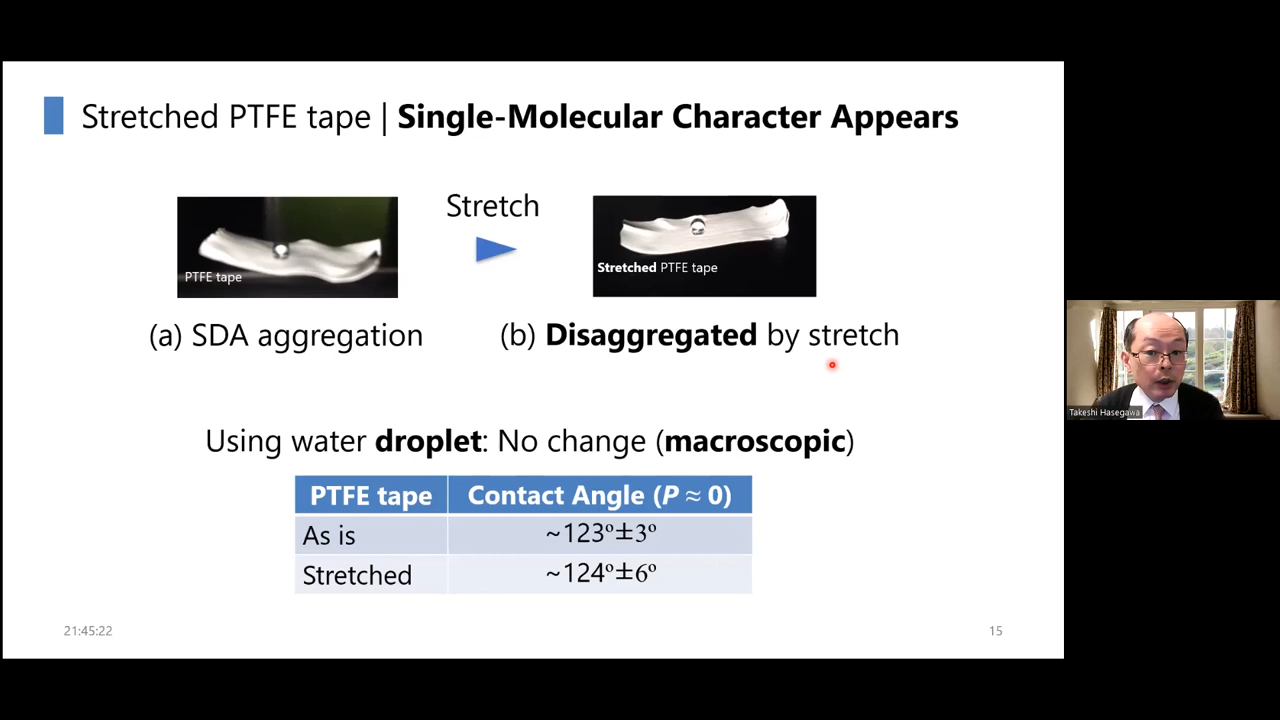 Stretched PTFE tape | Single-Molecular Character Appears
Stretch
PTFE tape
Stretched PTFE tape
(a) SDA aggregation
(b) Disaggregated by stretch
Takeshi Hasegawa
Using water droplet: No change (macroscopic)
PTFE tape Contact Angle (P ≈ 0)
As is ~123º±3º
Stretched ~124º±6º
21:45:22
15